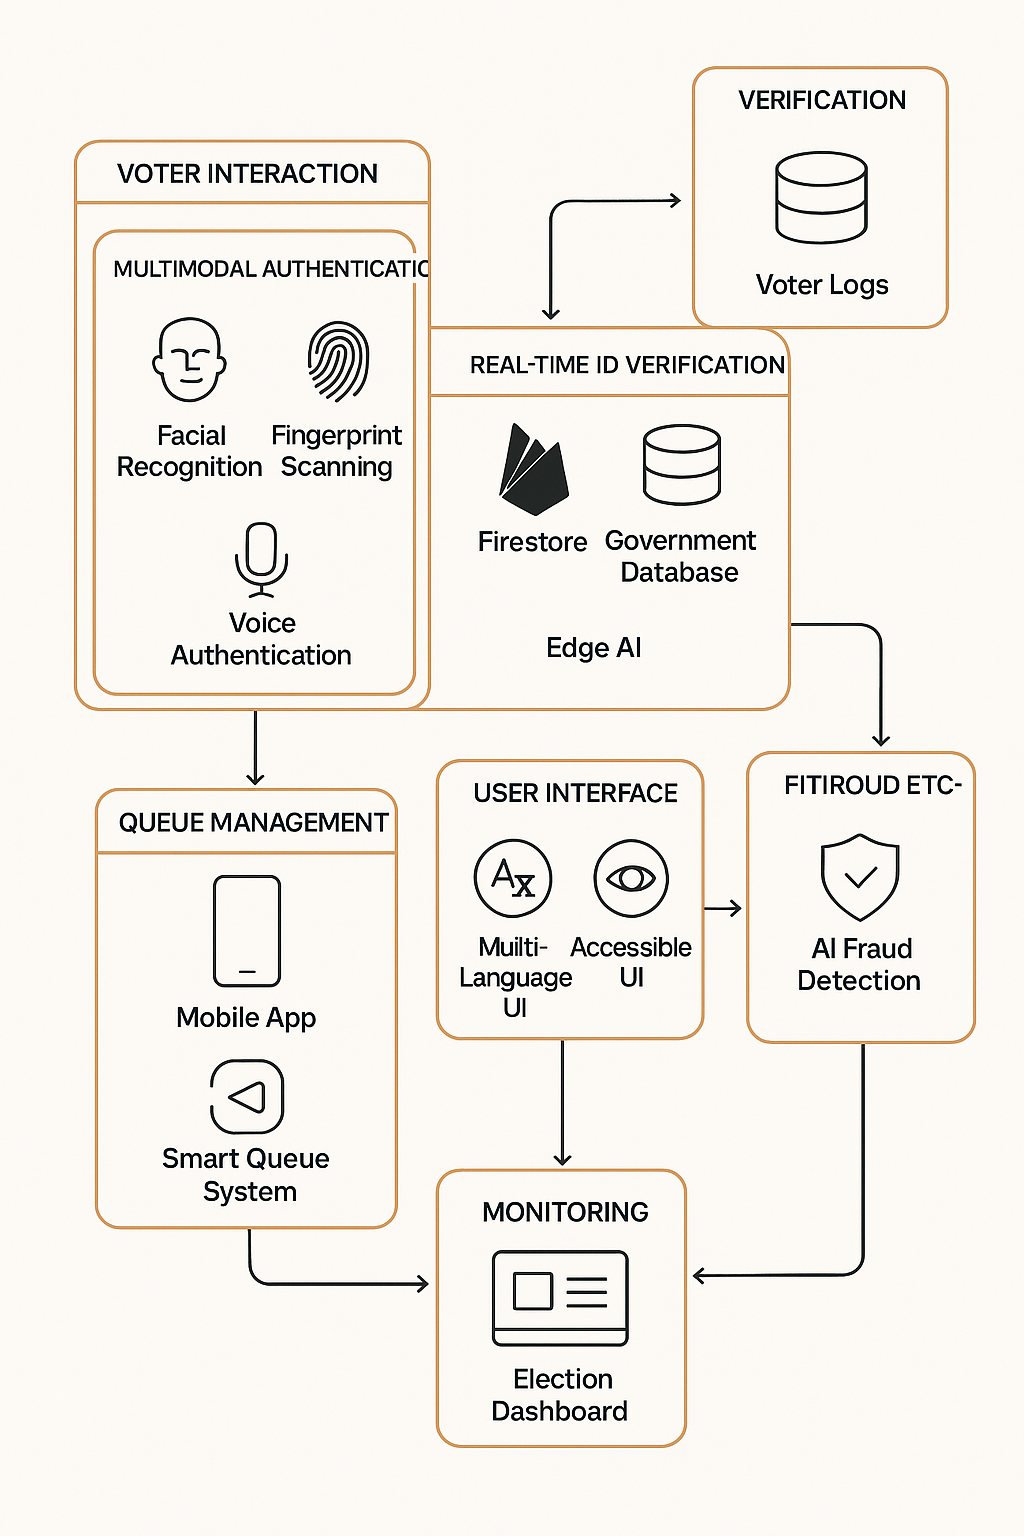 VERIFICATION
Voter Logs
VOTER INTERACTION
MULTIMODAL AUTHENTICATIC
Facial
Recognition
Fingerprint
Scanning
Voice
Authentication
REAL-TIME ID VERIFICATION
Firestore
Government
Database
Edge AI
QUEUE MANAGEMENT
Mobile App
Smart Queue
System
USER INTERFACE
Muilti-
Language
UI
Accessible
UI
FITIROUD ETC-
AI Fraud
Detection
MONITORING
Election
Dashboard